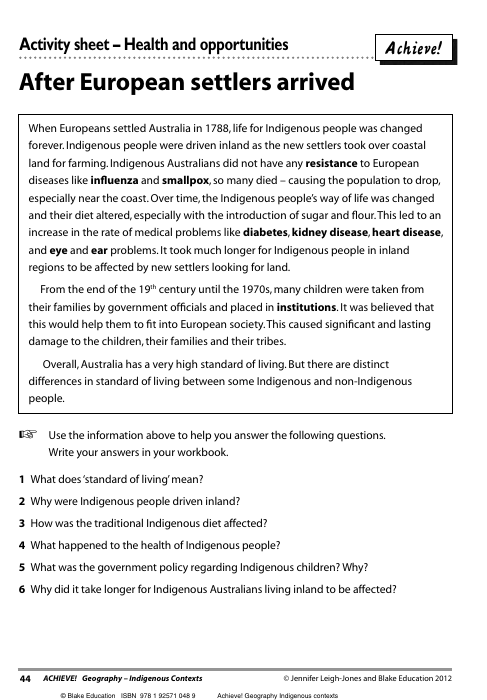 Activity sheet – Health and opportunities
Achieve!
After European settlers arrived
When Europeans settled Australia in 1788, life for Indigenous people was changed
forever. Indigenous people were driven inland as the new settlers took over coastal
land for farming. Indigenous Australians did not have any resistance to European
diseases like influenza and smallpox, so many died – causing the population to drop,
especially near the coast. Over time, the Indigenous people's way of life was changed
and their diet altered, especially with the introduction of sugar and flour. This led to an
increase in the rate of medical problems like diabetes, kidney disease, heart disease,
and eye and ear problems. It took much longer for Indigenous people in inland
regions to be affected by new settlers looking for land.
From the end of the 19th century until the 1970s, many children were taken from
their families by government officials and placed in institutions. It was believed that
this would help them to fit into European society. This caused significant and lasting
damage to the children, their families and their tribes.
Overall, Australia has a very high standard of living. But there are distinct
differences in standard of living between some Indigenous and non-Indigenous
people.
Use the information above to help you answer the following questions.
Write your answers in your workbook.
1 What does 'standard of living' mean?
2 Why were Indigenous people driven inland?
3 How was the traditional Indigenous diet affected?
4 What happened to the health of Indigenous people?
5 What was the government policy regarding Indigenous children? Why?
6 Why did it take longer for Indigenous Australians living inland to be affected?
44 ACHIEVE! Geography – Indigenous Contexts © Jennifer Leigh-Jones and Blake Education 2012
© Blake Education ISBN 978 1 92571 048 9 Achieve! Geography Indigenous contexts